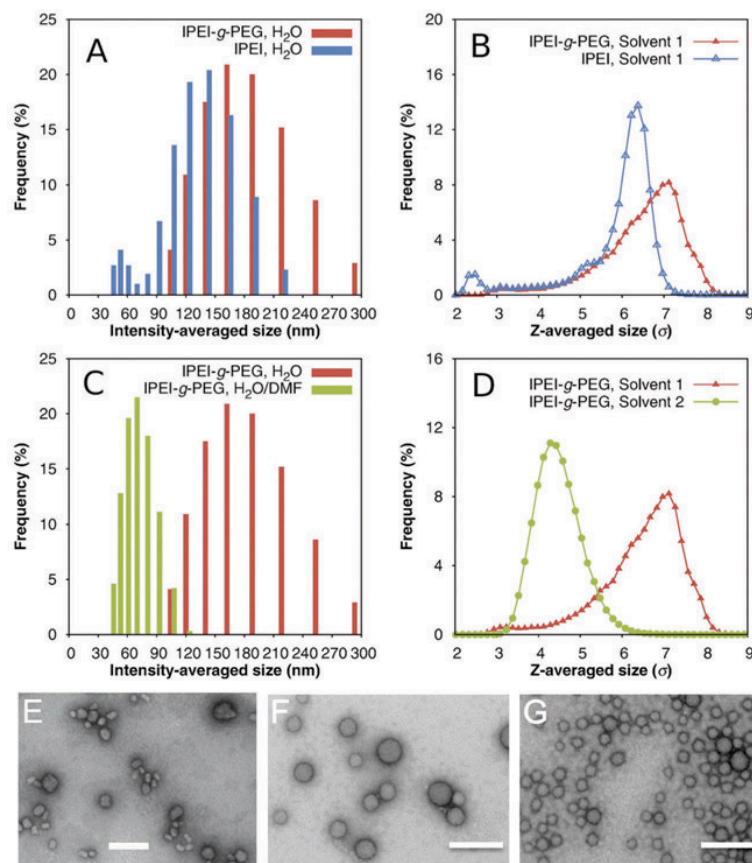 A
IPEI-g-PEG, H₂O
IPEI, H₂O
Frequency (%)
25
20
15
10
5
0
0 30 60 90 120 150 180 210 240 270 300
Intensity-averaged size (nm)
B
IPEI-g-PEG, Solvent 1
IPEI, Solvent 1
Frequency (%)
20
16
12
8
4
0
2 3 4 5 6 7 8 9
Z-averaged size (σ)
C
IPEI-g-PEG, H₂O
IPEI-g-PEG, H₂O/DMF
Frequency (%)
25
20
15
10
5
0
0 30 60 90 120 150 180 210 240 270 300
Intensity-averaged size (nm)
D
IPEI-g-PEG, Solvent 1
IPEI-g-PEG, Solvent 2
Frequency (%)
16
12
8
4
0
2 3 4 5 6 7 8 9
Z-averaged size (σ)
E
F
G